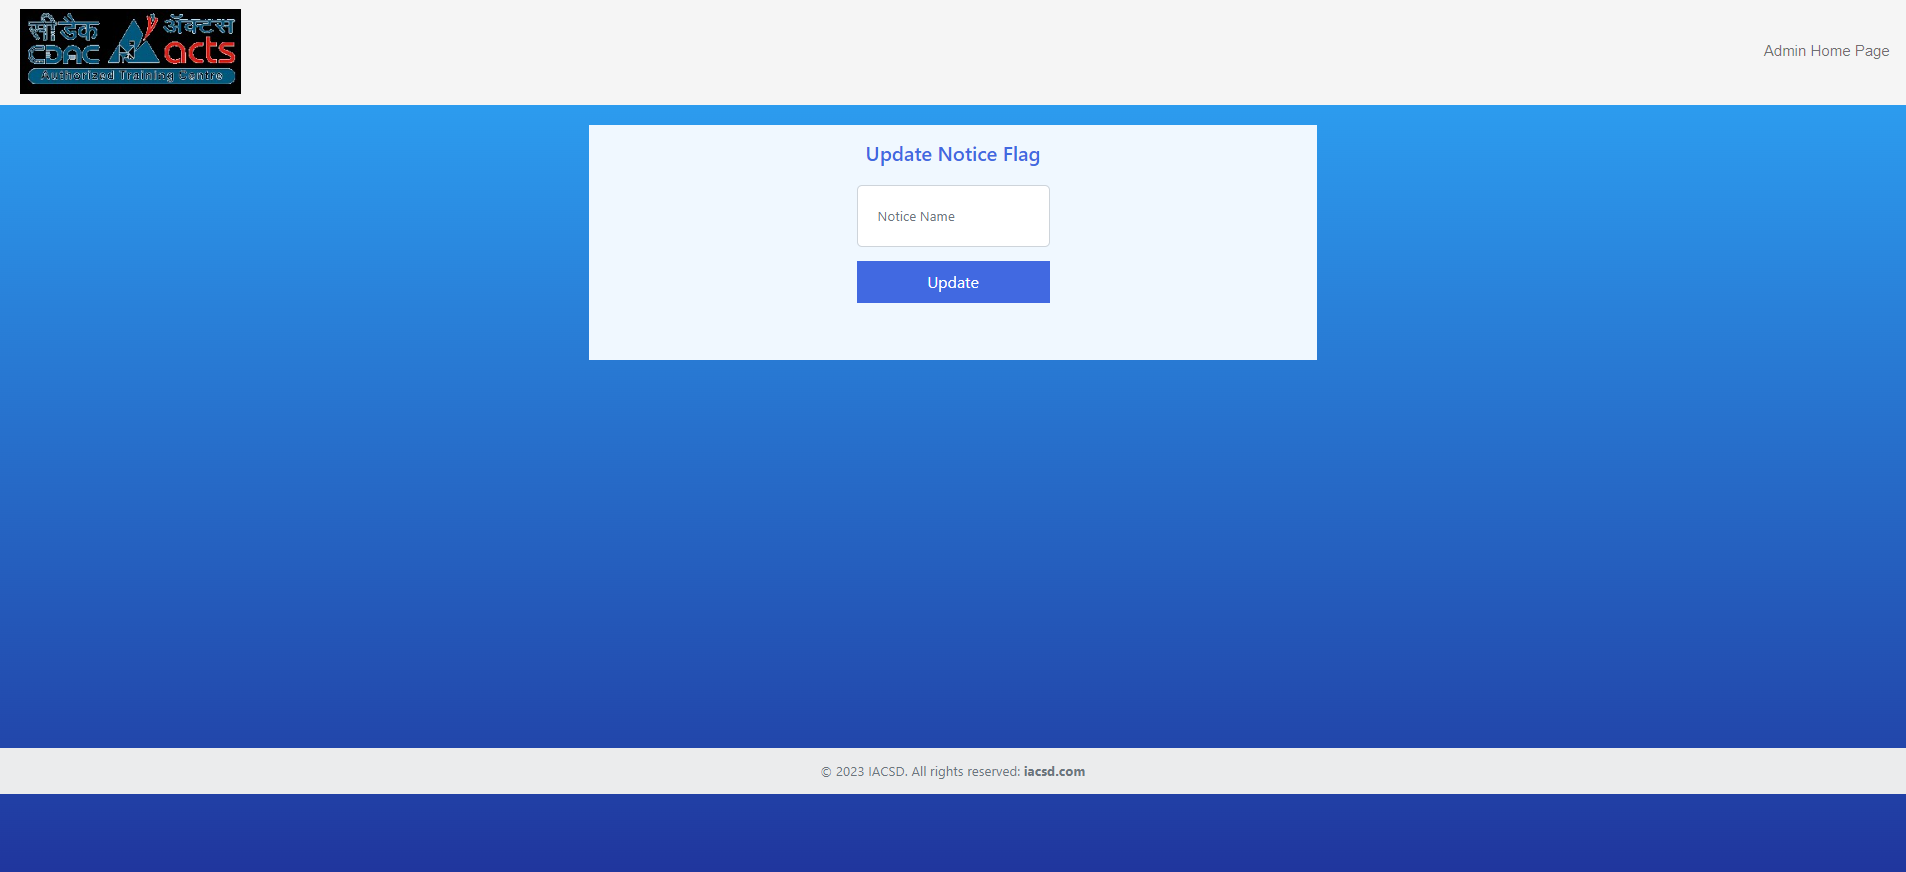 सी डैक ॲक्टस
CDAC acts
Authorized Training Centre
Admin Home Page
Update Notice Flag
Notice Name
Update
© 2023 IACSD. All rights reserved: iacsd.com